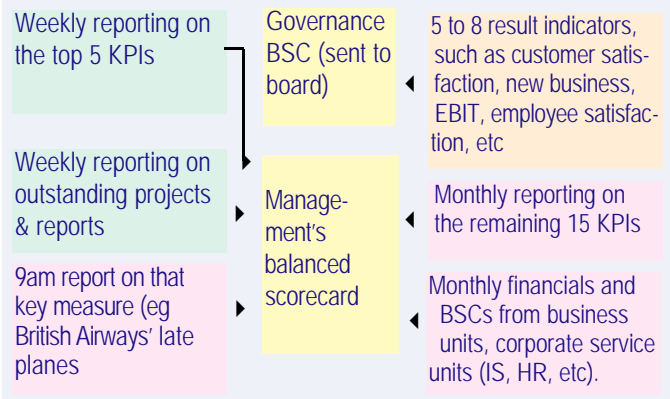 Weekly reporting on
the top 5 KPIs
Governance
BSC (sent to
board)
5 to 8 result indicators,
such as customer satis-
faction, new business,
EBIT, employee satisfac-
tion, etc
Weekly reporting on
outstanding projects
& reports
Manage-
ment's
balanced
scorecard
Monthly reporting on
the remaining 15 KPIs
9am report on that
key measure (eg
British Airways' late
planes
Monthly financials and
BSCs from business
units, corporate service
units (IS, HR, etc).